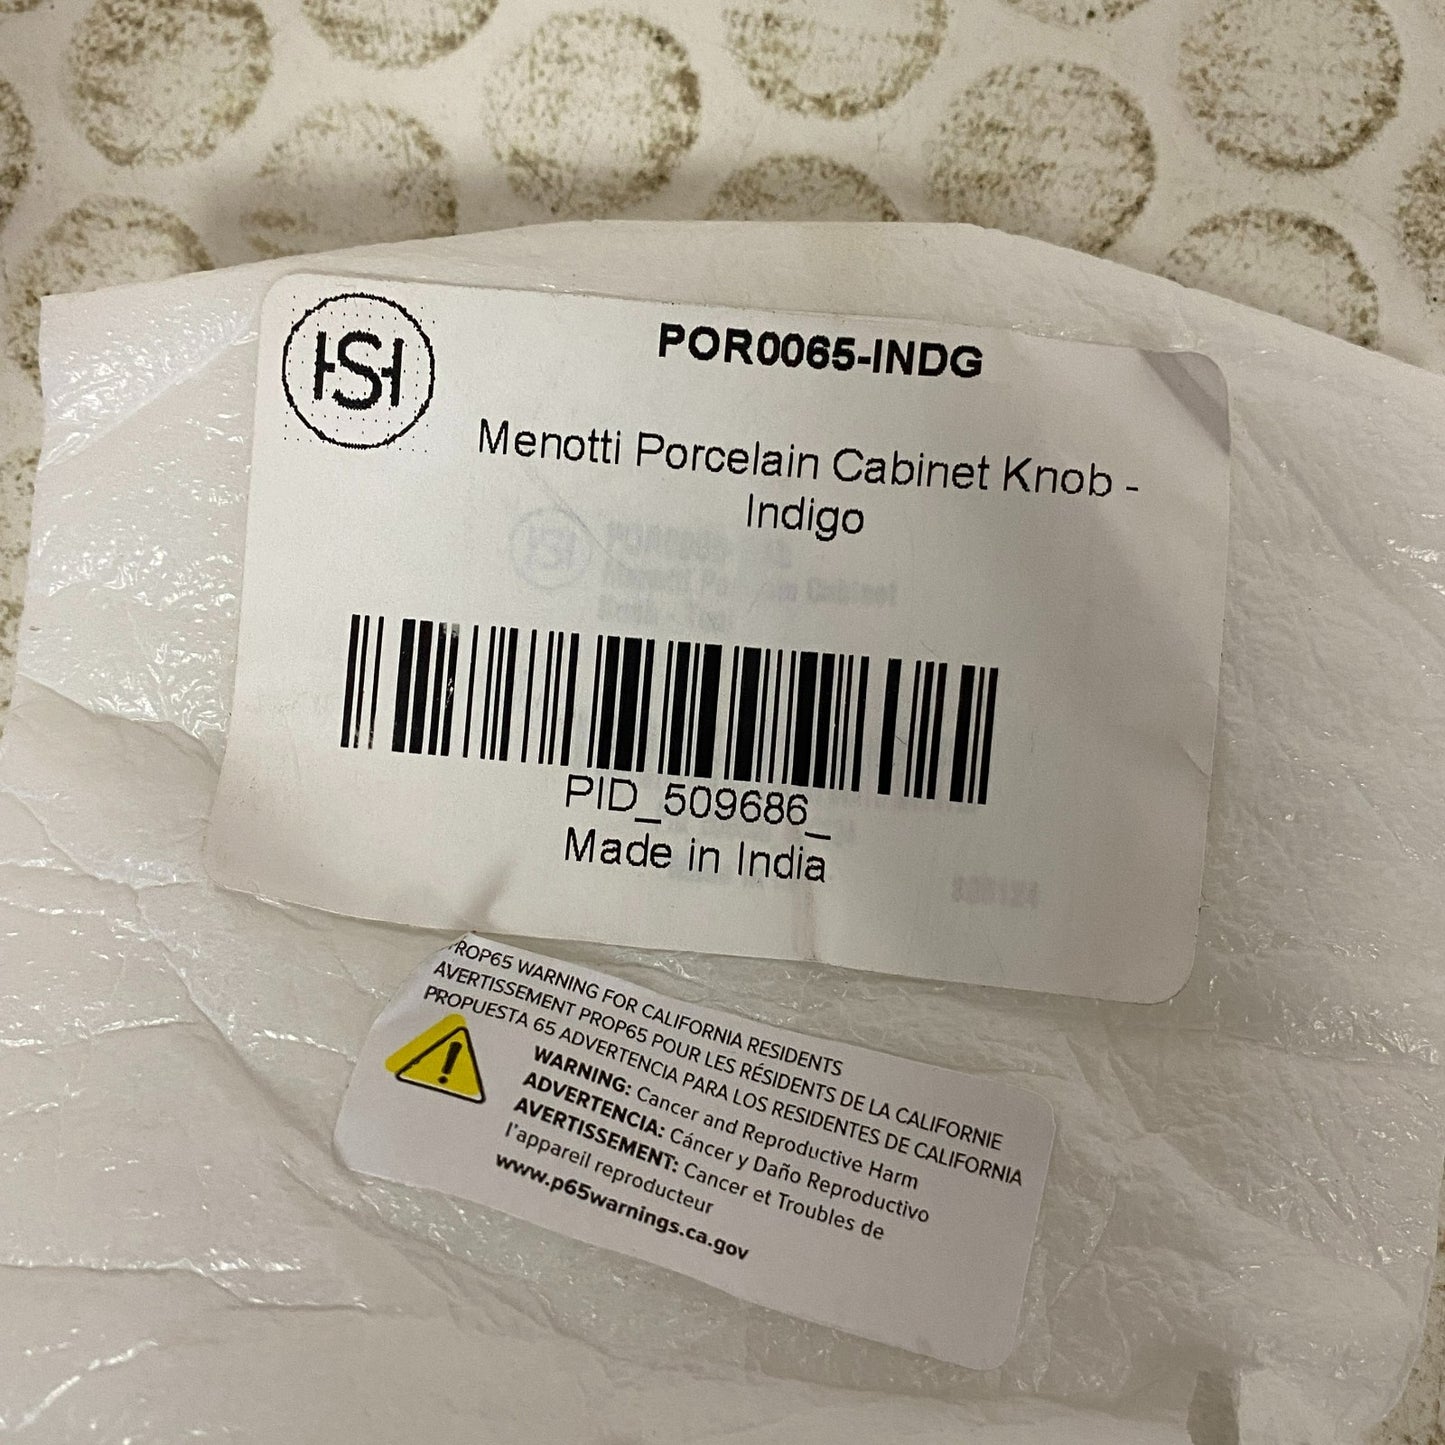 HSH
POR0065-INDG
Menotti Porcelain Cabinet Knob -
Indigo
PID_509686_
Made in India
PROP65 WARNING FOR CALIFORNIA RESIDENTS
AVERTISSEMENT PROP65 POUR LES RÉSIDENTS DE LA CALIFORNIE
PROPUESTA 65 ADVERTENCIA PARA LOS RESIDENTES DE CALIFORNIA
WARNING: Cancer and Reproductive Harm
ADVERTENCIA: Cáncer y Daño Reproductivo
AVERTISSEMENT: Cancer et Troubles de
l'appareil reproducteur
www.p65warnings.ca.gov